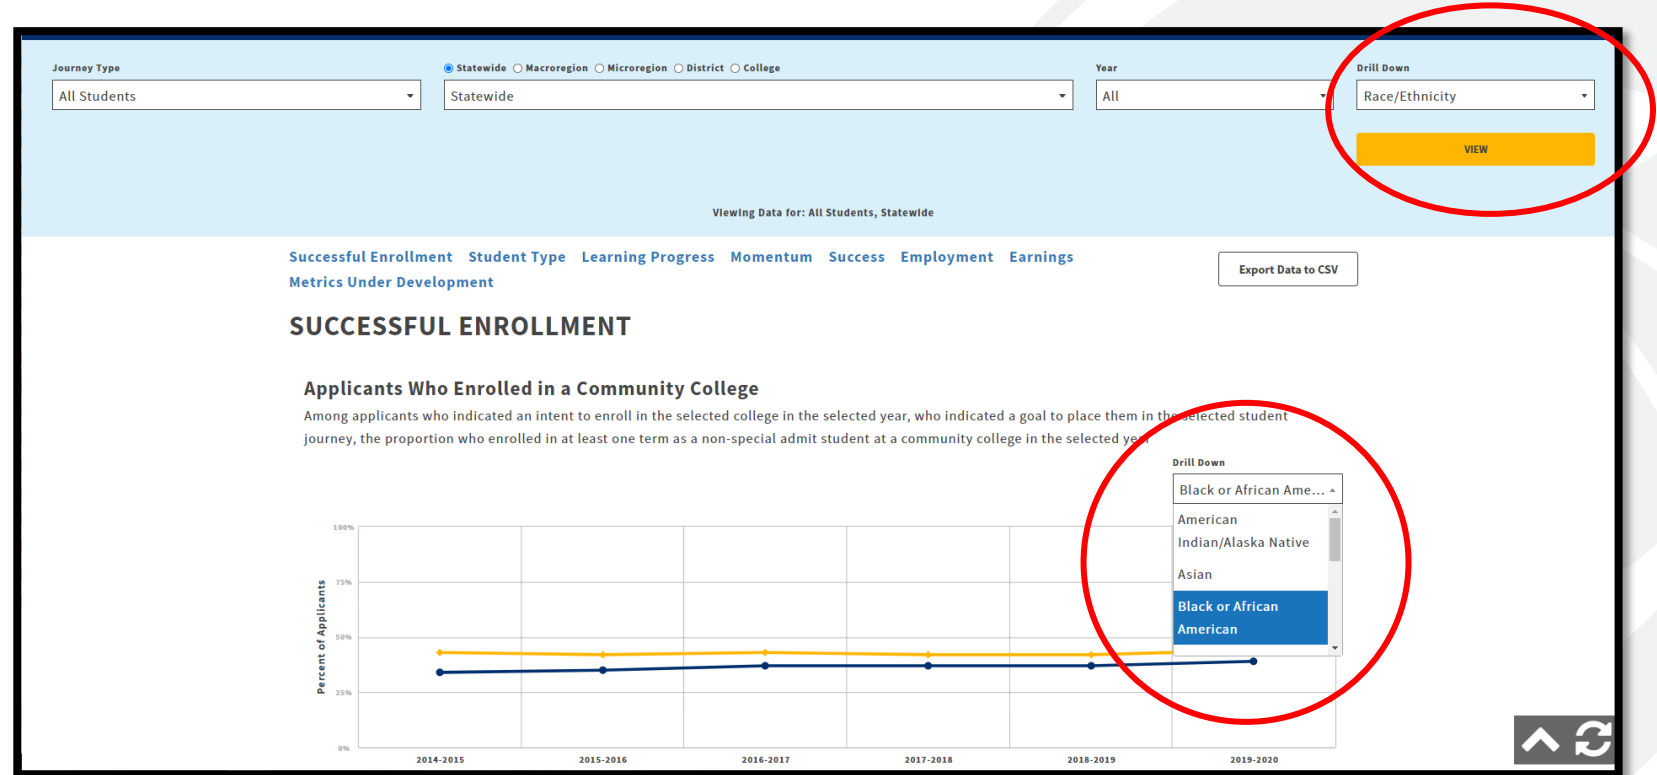 Journey Type
Statewide Macroregion Microregion District College
Year
Drill Down
All Students
Statewide
All
Race/Ethnicity
VIEW
Viewing Data for: All Students, Statewide
Successful Enrollment Student Type Learning Progress Momentum Success Employment Earnings
Metrics Under Development
Export Data to CSV
SUCCESSFUL ENROLLMENT
Applicants Who Enrolled in a Community College
Among applicants who indicated an intent to enroll in the selected college in the selected year, who indicated a goal to place them in the selected student
journey, the proportion who enrolled in at least one term as a non-special admit student at a community college in the selected year
Drill Down
Black or African Ame...
American
Indian/Alaska Native
Asian
Black or African
American
Percent of Applicants
100%
75%
50%
25%
0%
2014-2015
2015-2016
2016-2017
2017-2018
2018-2019
2019-2020